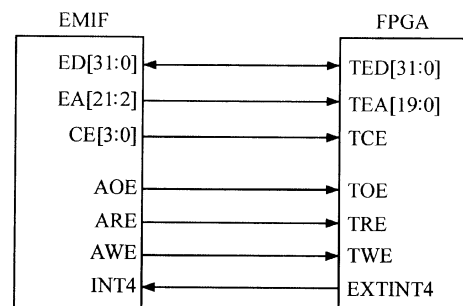 EMIF FPGA
ED[31:0] TED[31:0]
EA[21:2] TEA[19:0]
CE[3:0] TCE
AOE TOE
ARE TRE
AWE TWE
INT4 EXTINT4